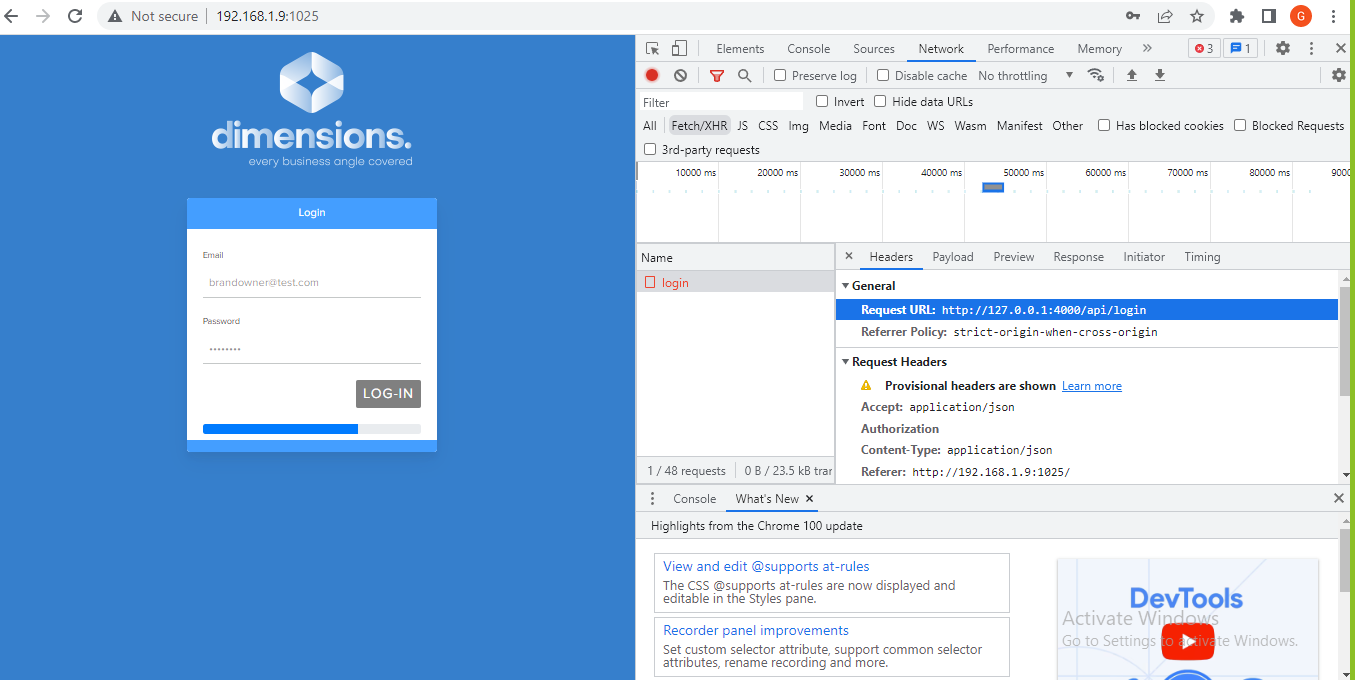 Not secure
192.168.1.9:1025
G
dimensions.
every business angle covered
Login
Email
brandowner@test.com
Password
••••••••
LOG-IN
Elements Console Sources Network Performance Memory » 3 1
Preserve log Disable cache No throttling
Filter Invert Hide data URLs
All Fetch/XHR JS CSS Img Media Font Doc WS Wasm Manifest Other Has blocked cookies Blocked Requests
3rd-party requests
10000 ms 20000 ms 30000 ms 40000 ms 50000 ms 60000 ms 70000 ms 80000 ms 9000
Name
login
1 / 48 requests 0 B / 23.5 kB trar
× Headers Payload Preview Response Initiator Timing
General
Request URL: http://127.0.0.1:4000/api/login
Referrer Policy: strict-origin-when-cross-origin
Request Headers
Provisional headers are shown Learn more
Accept: application/json
Authorization
Content-Type: application/json
Referer: http://192.168.1.9:1025/
Console What's New ×
Highlights from the Chrome 100 update
View and edit @supports at-rules
The CSS @supports at-rules are now displayed and
editable in the Styles pane.
Recorder panel improvements
Set custom selector attribute, support common selector
attributes, rename recording and more.
DevTools
Activate Windows
Go to Settings to activate Windows.